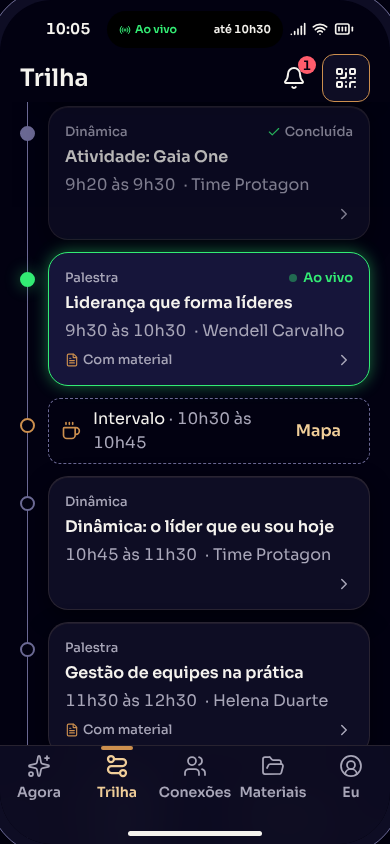 10:05
Ao vivo
até 10h30
Trilha
1
Dinâmica
Concluída
Atividade: Gaia One
9h20 às 9h30 · Time Protagon
Palestra
Ao vivo
Liderança que forma líderes
9h30 às 10h30 · Wendell Carvalho
Com material
Intervalo · 10h30 às
10h45
Mapa
Dinâmica
Dinâmica: o líder que eu sou hoje
10h45 às 11h30 · Time Protagon
Palestra
Gestão de equipes na prática
11h30 às 12h30 · Helena Duarte
Com material
Agora
Trilha
Conexões
Materiais
Eu